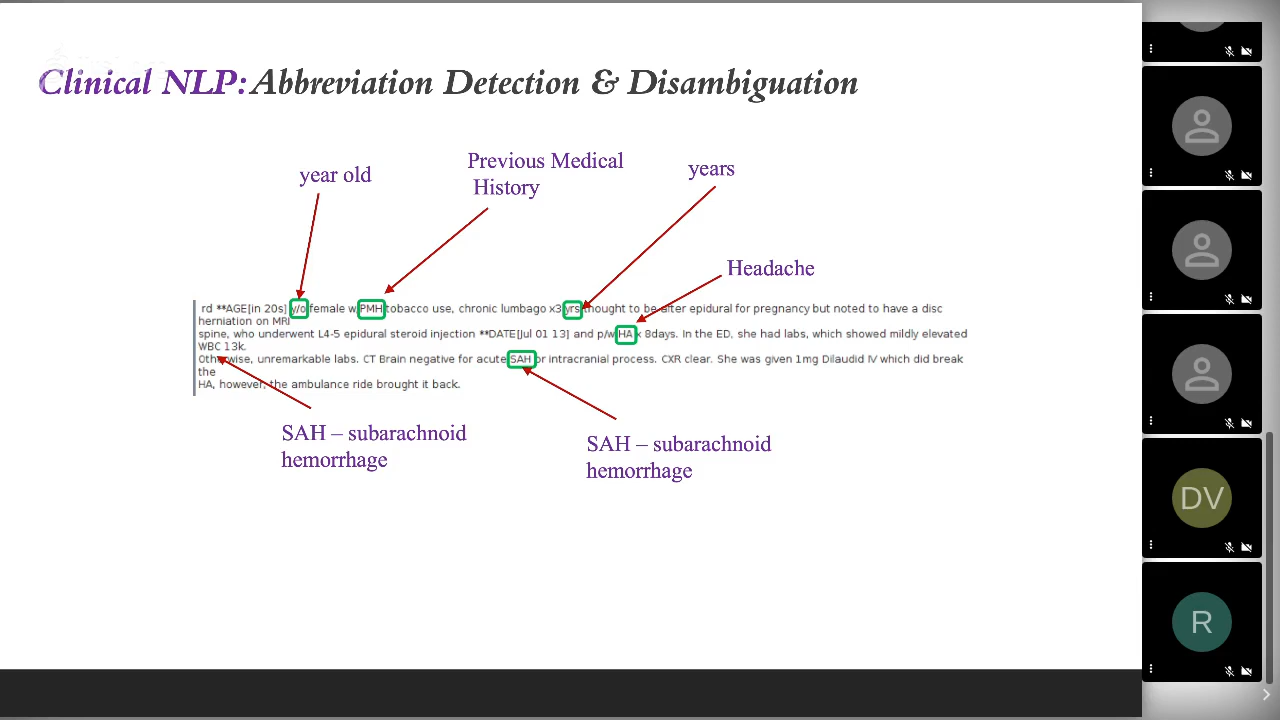 Clinical NLP: Abbreviation Detection & Disambiguation
year old
Previous Medical
History
years
Headache
rd **AGE[in 20s] y/o female w PMH tobacco use, chronic lumbago x3 yrs thought to be after epidural for pregnancy but noted to have a disc
herniation on MRI
spine, who underwent L4-5 epidural steroid injection **DATE[Jul 01 13] and p/w HA x 8days. In the ED, she had labs, which showed mildly elevated
WBC 13k.
Otherwise, unremarkable labs. CT Brain negative for acute SAH or intracranial process. CXR clear. She was given 1mg Dilaudid IV which did break
the
HA, however, the ambulance ride brought it back.
SAH – subarachnoid
hemorrhage
SAH – subarachnoid
hemorrhage
DV
R